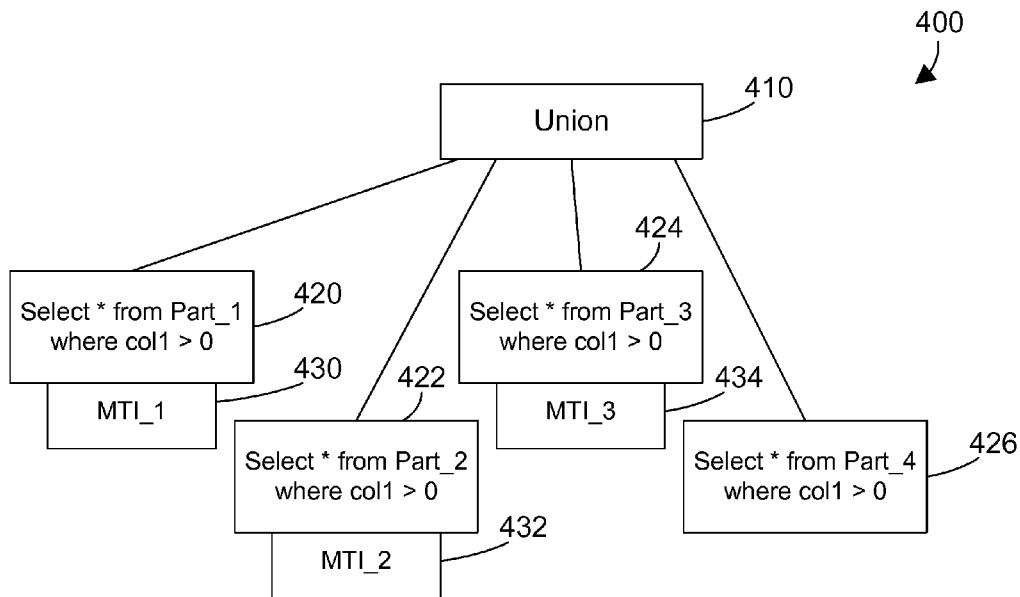 400
410
Union
424
Select * from Part_1
where col1 > 0
420
Select * from Part_3
where col1 > 0
430
MTI_1
422
MTI_3
434
Select * from Part_2
where col1 > 0
Select * from Part_4
where col1 > 0
426
432
MTI_2